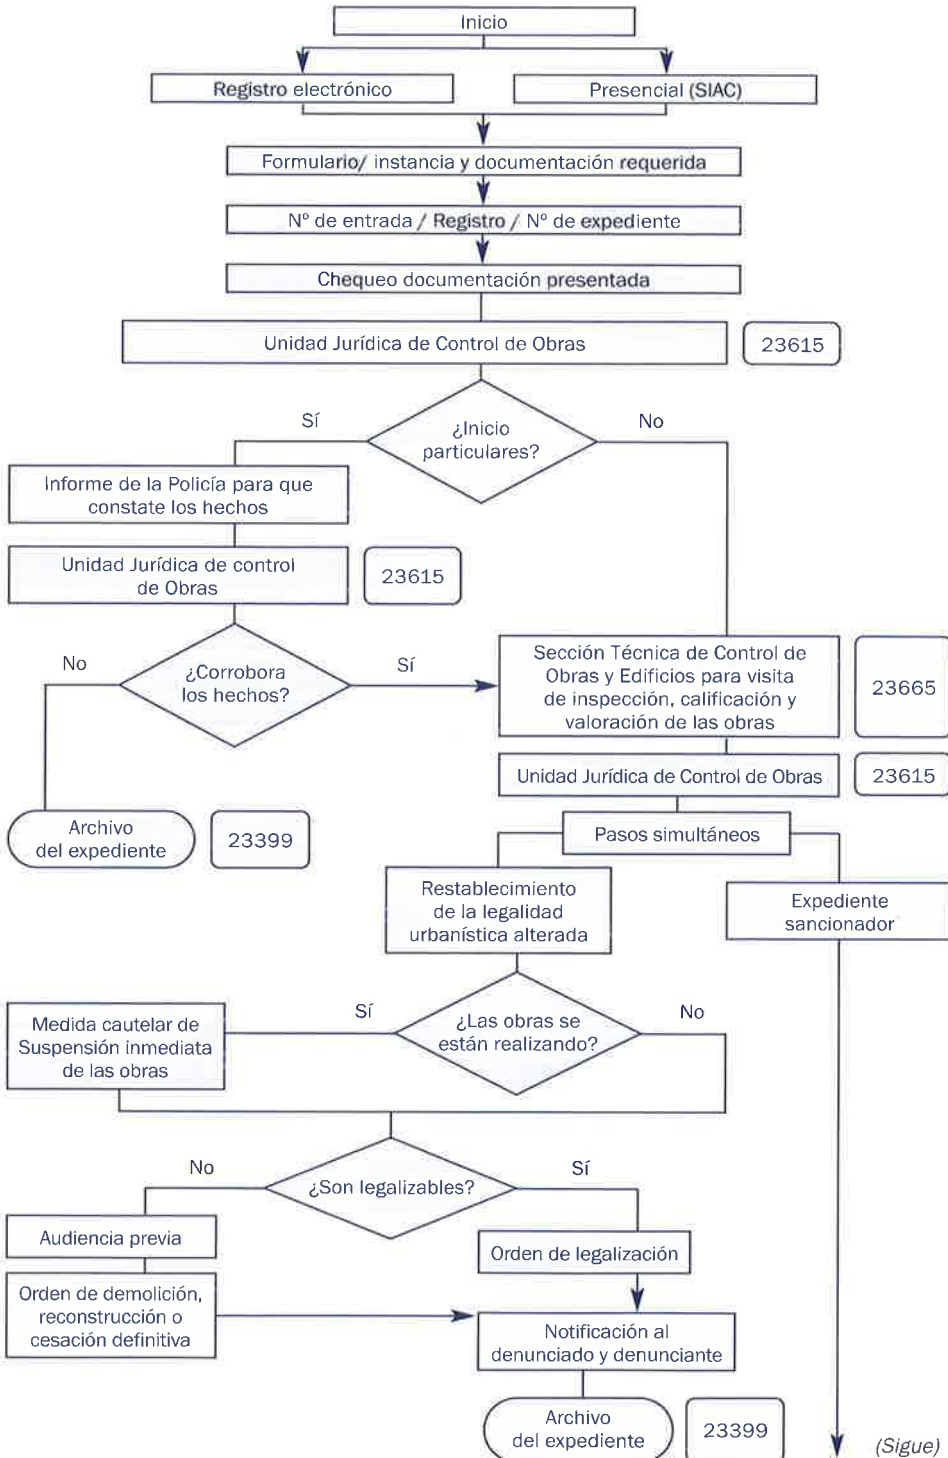 Inicio
Registro electrónico
Presencial (SIAC)
Formulario/ instancia y documentación requerida
Nº de entrada / Registro / Nº de expediente
Chequeo documentación presentada
Unidad Jurídica de Control de Obras
23615
¿Inicio
particulares?
Sí
No
Informe de la Policía para que
constate los hechos
Unidad Jurídica de control
de Obras
23615
¿Corrobora
los hechos?
No
Sí
Sección Técnica de Control de
Obras y Edificios para visita
de inspección, calificación y
valoración de las obras
23665
Unidad Jurídica de Control de Obras
23615
Archivo
del expediente
23399
Pasos simultáneos
Restablecimiento
de la legalidad
urbanística alterada
Expediente
sancionador
¿Las obras se
están realizando?
Sí
No
Medida cautelar de
Suspensión inmediata
de las obras
¿Son legalizables?
No
Sí
Audiencia previa
Orden de legalización
Orden de demolición,
reconstrucción o
cesación definitiva
Notificación al
denunciado y denunciante
Archivo
del expediente
23399
(Sigue)